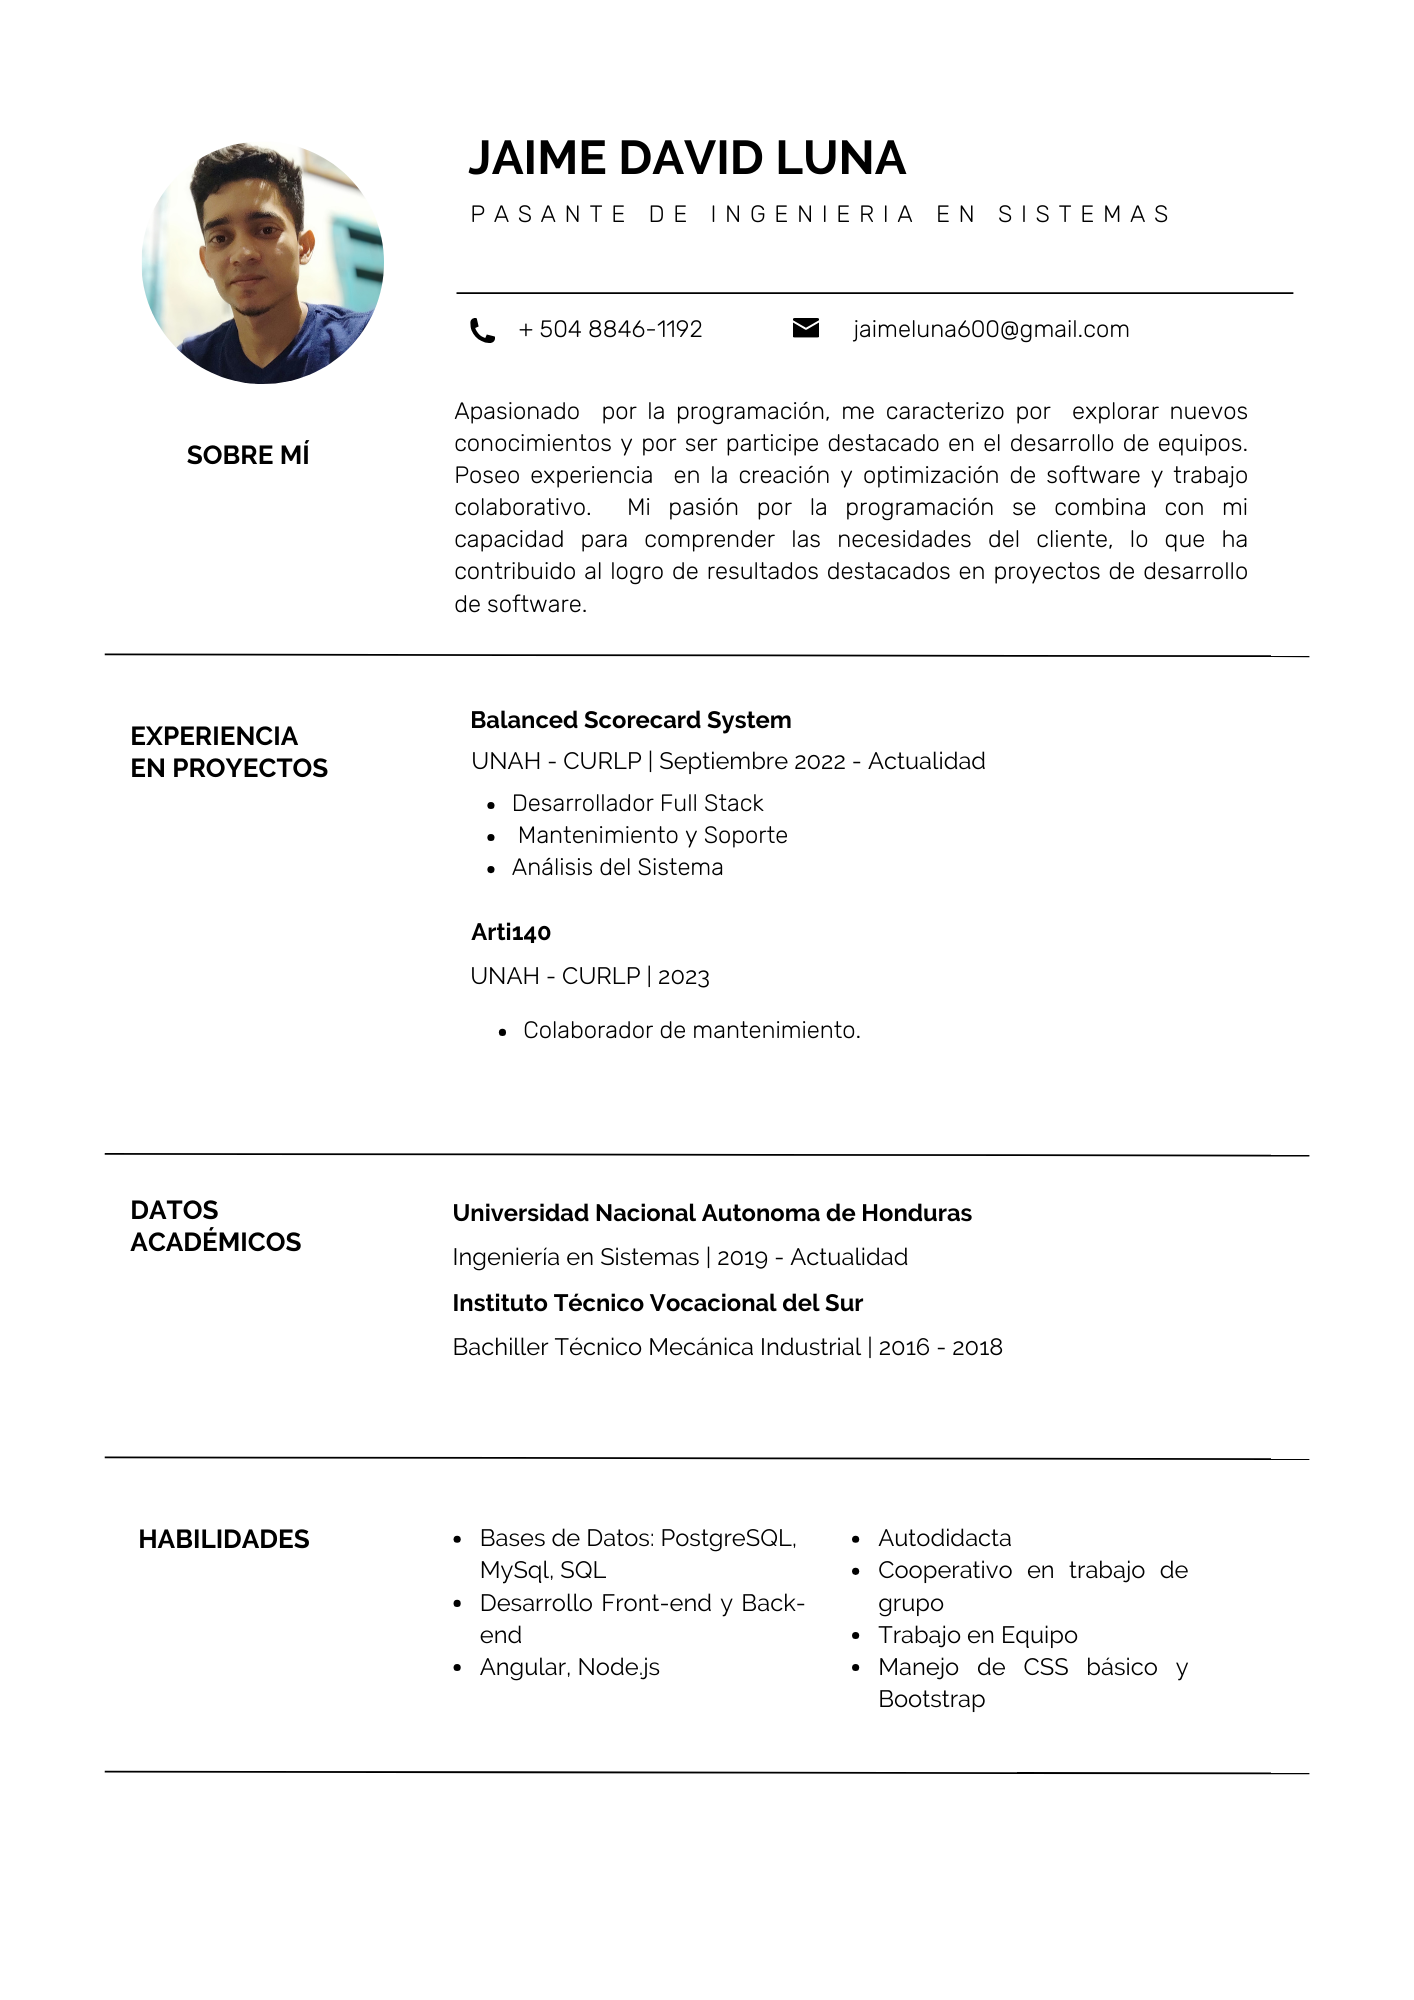 JAIME DAVID LUNA
PASANTE DE INGENIERIA EN SISTEMAS
+ 504 8846-1192
jaimeluna600@gmail.com
SOBRE MÍ
Apasionado por la programación, me caracterizo por explorar nuevos
conocimientos y por ser participe destacado en el desarrollo de equipos.
Poseo experiencia en la creación y optimización de software y trabajo
colaborativo. Mi pasión por la programación se combina con mi
capacidad para comprender las necesidades del cliente, lo que ha
contribuido al logro de resultados destacados en proyectos de desarrollo
de software.
EXPERIENCIA
EN PROYECTOS
Balanced Scorecard System
UNAH - CURLP | Septiembre 2022 - Actualidad
• Desarrollador Full Stack
• Mantenimiento y Soporte
• Análisis del Sistema
Arti140
UNAH - CURLP | 2023
• Colaborador de mantenimiento.
DATOS
ACADÉMICOS
Universidad Nacional Autonoma de Honduras
Ingeniería en Sistemas | 2019 - Actualidad
Instituto Técnico Vocacional del Sur
Bachiller Técnico Mecánica Industrial | 2016 - 2018
HABILIDADES
• Bases de Datos: PostgreSQL,
MySql, SQL
• Desarrollo Front-end y Back-
end
• Angular, Node.js
• Autodidacta
• Cooperativo en trabajo de
grupo
• Trabajo en Equipo
• Manejo de CSS básico y
Bootstrap